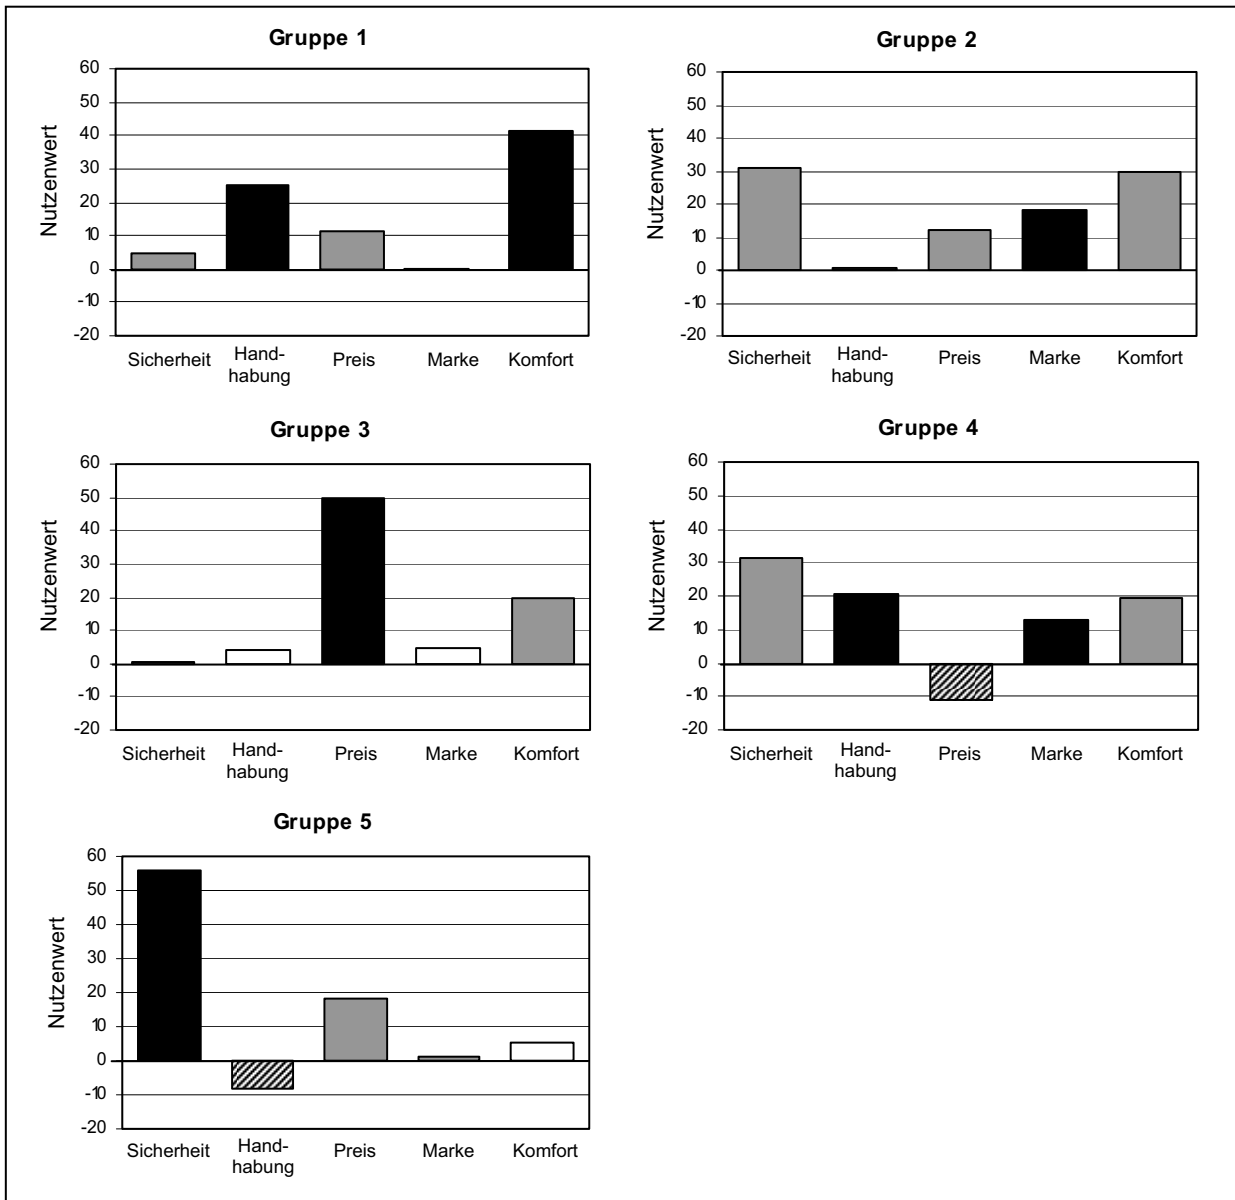 Gruppe 1
60
50
40
30
20
10
0
-10
-20
Nutzenwert
Sicherheit
Hand-
habung
Preis
Marke
Komfort
Gruppe 2
60
50
40
30
20
10
0
-10
-20
Nutzenwert
Sicherheit
Hand-
habung
Preis
Marke
Komfort
Gruppe 3
60
50
40
30
20
10
0
-10
-20
Nutzenwert
Sicherheit
Hand-
habung
Preis
Marke
Komfort
Gruppe 4
60
50
40
30
20
10
0
-10
-20
Nutzenwert
Sicherheit
Hand-
habung
Preis
Marke
Komfort
Gruppe 5
60
50
40
30
20
10
0
-10
-20
Nutzenwert
Sicherheit
Hand-
habung
Preis
Marke
Komfort